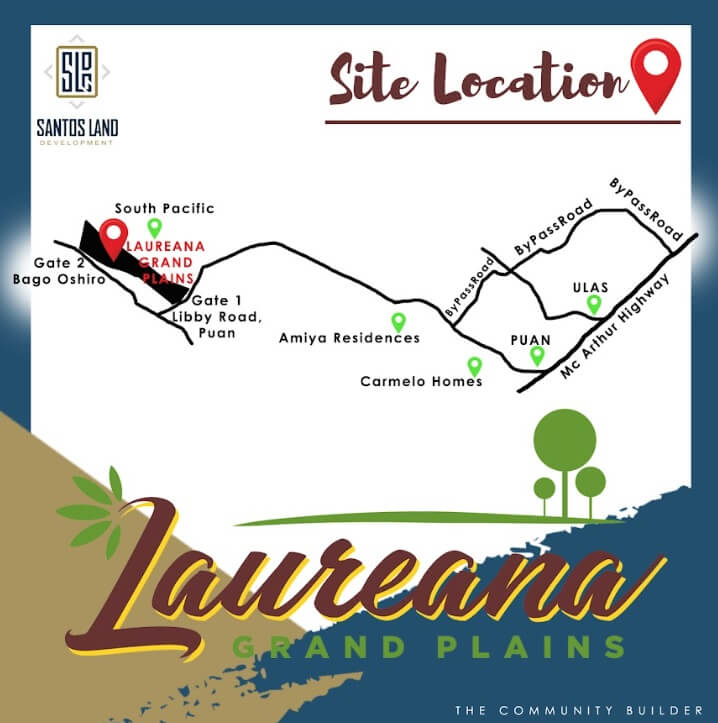 SLDC
SANTOS LAND
DEVELOPMENT
Site Location
South Pacific
LAUREANA
GRAND
PLAINS
Gate 2
Bago Oshiro
Gate 1
Libby Road,
Puan
Amiya Residences
Carmelo Homes
PUAN
ULAS
ByPassRoad
ByPassRoad
ByPassRoad
Mc Arthur Highway
Laureana
GRAND PLAINS
THE COMMUNITY BUILDER